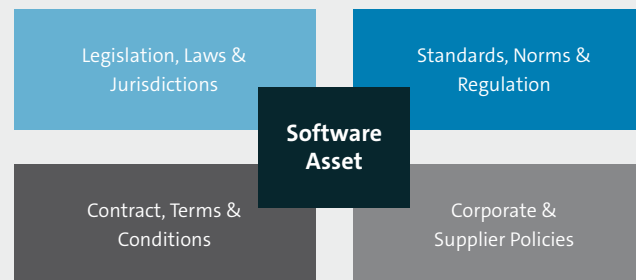 Legislation, Laws &
Jurisdictions
Standards, Norms &
Regulation
Software
Asset
Contract, Terms &
Conditions
Corporate &
Supplier Policies